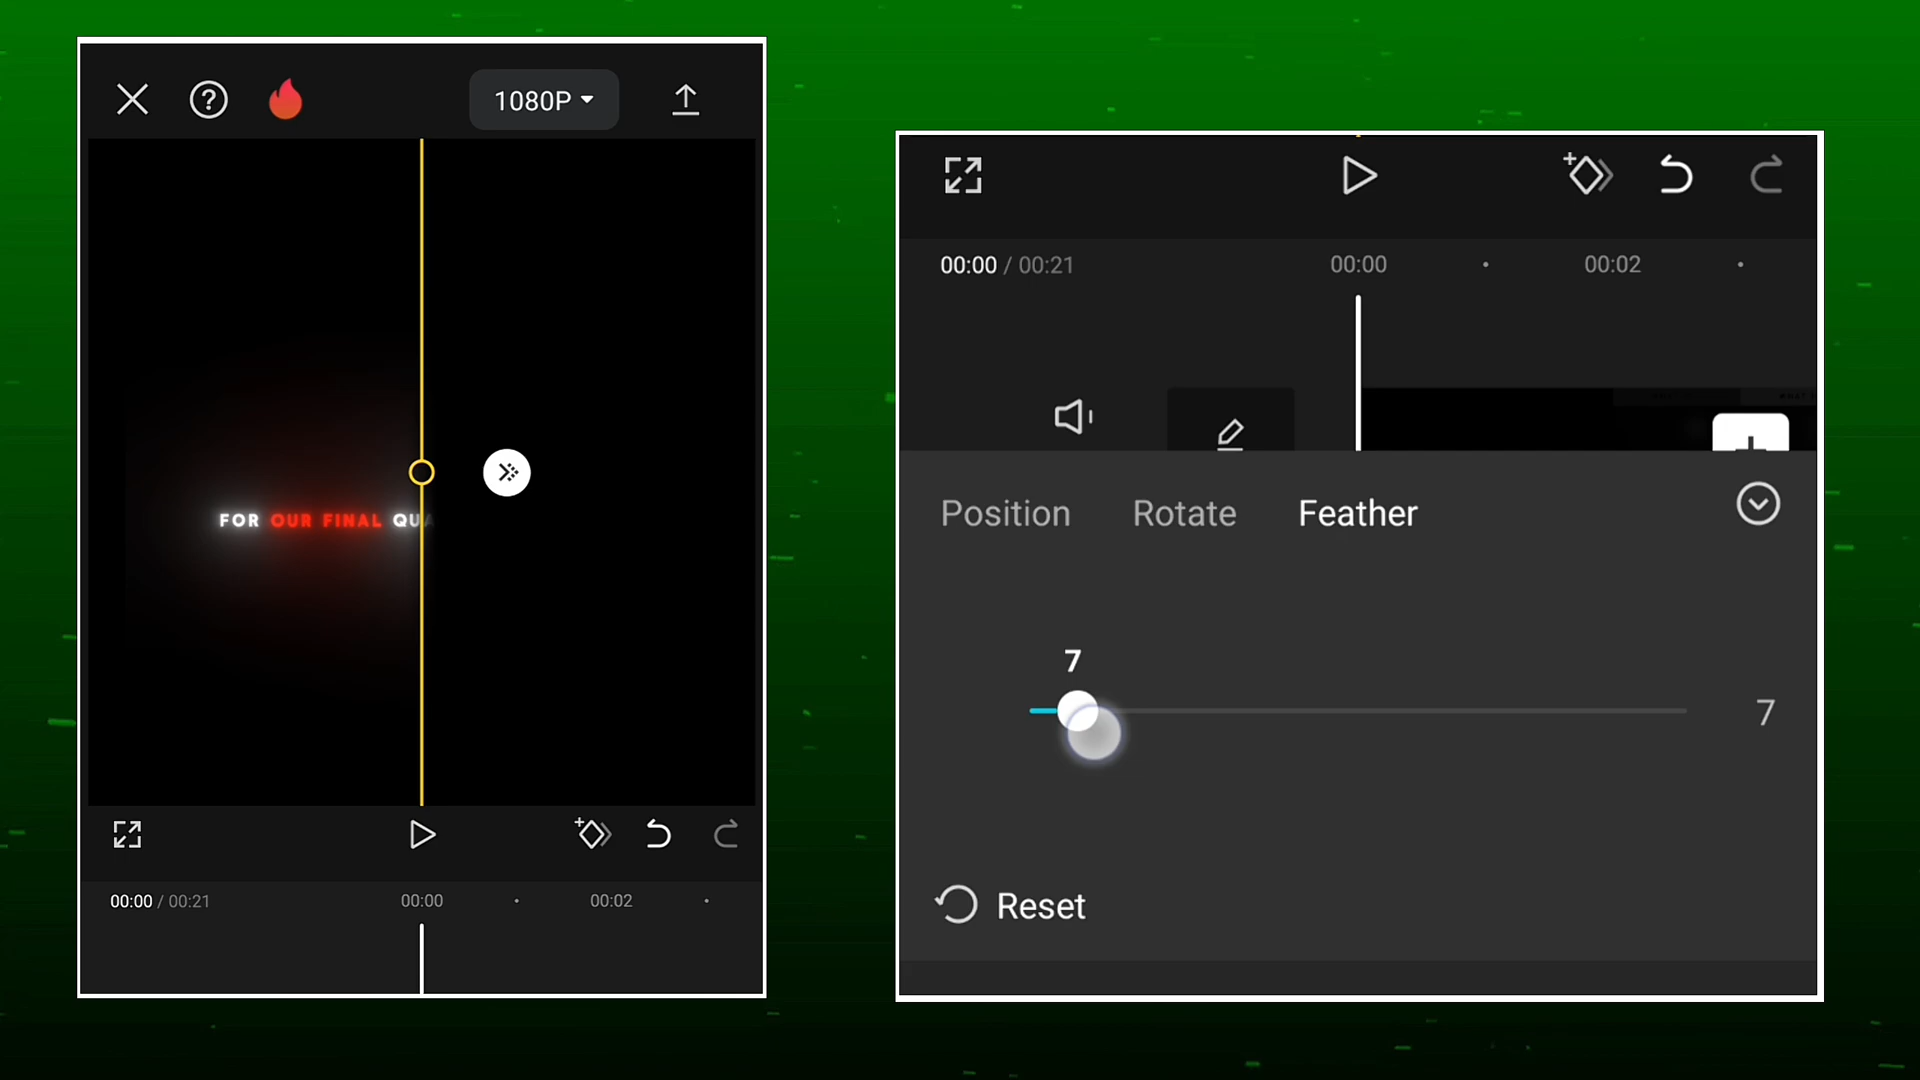 1080P
FOR OUR FINAL QUA
00:00 / 00:21
00:00
00:02
00:00 / 00:21
00:00
00:02
Position
Rotate
Feather
7
7
Reset